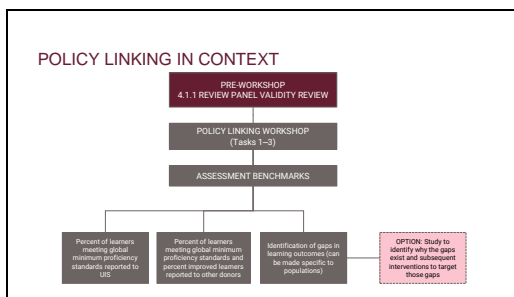 POLICY LINKING IN CONTEXT
PRE-WORKSHOP
4.1.1 REVIEW PANEL VALIDITY REVIEW
POLICY LINKING WORKSHOP
(Tasks 1–3)
ASSESSMENT BENCHMARKS
Percent of learners
meeting global
minimum proficiency
standards reported to
UIS
Percent of learners
meeting global minimum
proficiency standards and
percent improved learners
reported to other donors
Identification of gaps in
learning outcomes (can
be made specific to
populations)
OPTION: Study to
identify why the gaps
exist and subsequent
interventions to target
those gaps